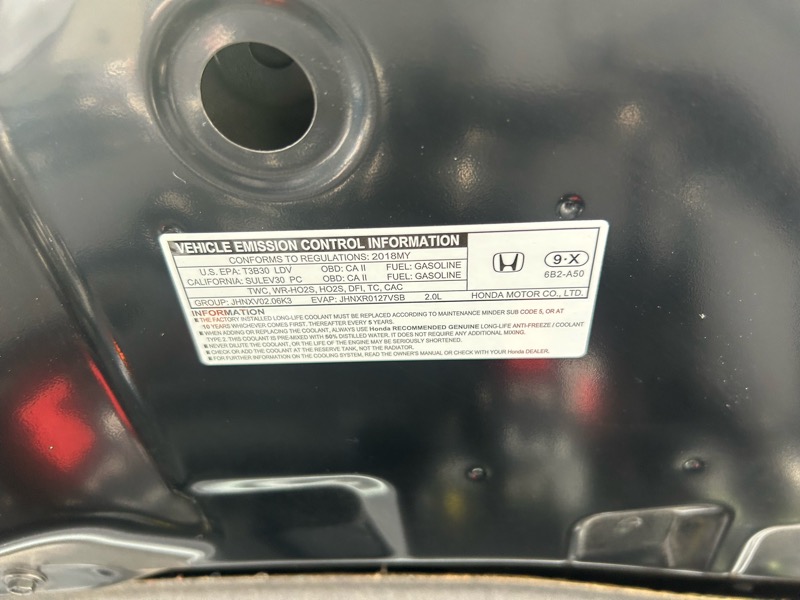 VEHICLE EMISSION CONTROL INFORMATION
CONFORMS TO REGULATIONS: 2018MY
U.S. EPA: T3B30 LDV OBD: CA II FUEL: GASOLINE
CALIFORNIA: SULEV30 PC OBD: CA II FUEL: GASOLINE
TWC, WR-HO2S, HO2S, DFI, TC, CAC
GROUP: JHNXV02.06K3 EVAP: JHNXR0127VSB 2.0L
9·X
6B2-A50
HONDA MOTOR CO., LTD.
INFORMATION
■ THE FACTORY INSTALLED LONG-LIFE COOLANT MUST BE REPLACED ACCORDING TO MAINTENANCE MINDER SUB CODE 5, OR AT
10 YEARS WHICHEVER COMES FIRST. THEREAFTER EVERY 5 YEARS.
■ WHEN ADDING OR REPLACING THE COOLANT, ALWAYS USE Honda RECOMMENDED GENUINE LONG-LIFE ANTI-FREEZE / COOLANT
TYPE 2. THIS COOLANT IS PRE-MIXED WITH 50% DISTILLED WATER. IT DOES NOT REQUIRE ANY ADDITIONAL MIXING.
■ NEVER DILUTE THE COOLANT, OR THE LIFE OF THE ENGINE MAY BE SERIOUSLY SHORTENED.
■ CHECK OR ADD THE COOLANT AT THE RESERVE TANK, NOT THE RADIATOR.
■ FOR FURTHER INFORMATION ON THE COOLING SYSTEM, READ THE OWNER'S MANUAL OR CHECK WITH YOUR Honda DEALER.